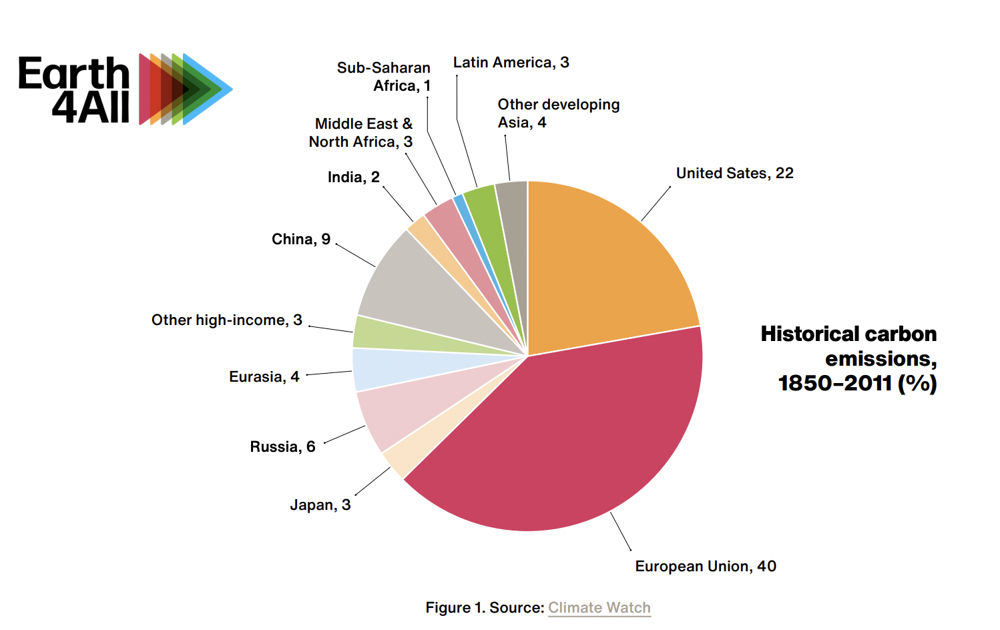 Earth
4All
Sub-Saharan
Africa, 1
Latin America, 3
Other developing
Asia, 4
Middle East &
North Africa, 3
India, 2
United Sates, 22
China, 9
Other high-income, 3
Historical carbon
emissions,
1850–2011 (%)
Eurasia, 4
Russia, 6
Japan, 3
European Union, 40
Figure 1. Source: Climate Watch